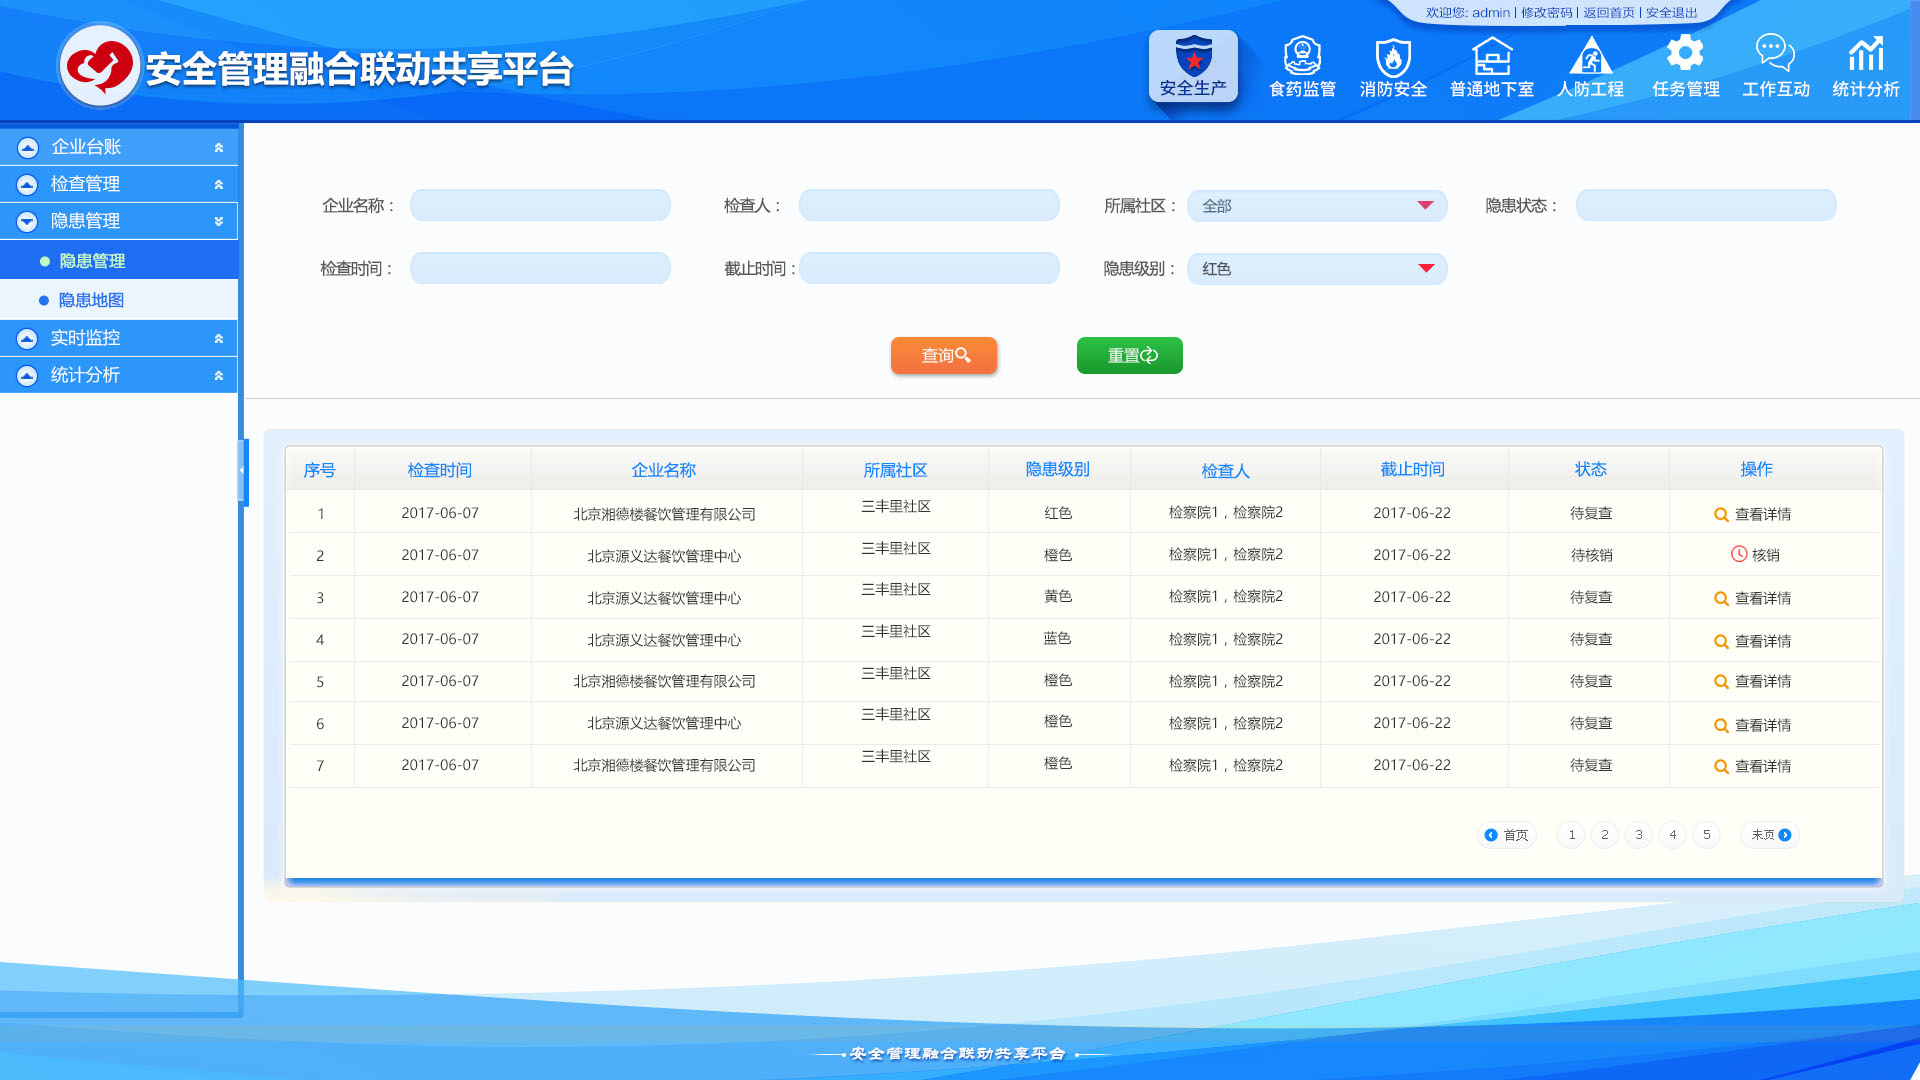 欢迎您: admin | 修改密码 | 返回首页 | 安全退出
安全管理融合联动共享平台
安全生产 食药监管 消防安全 普通地下室 人防工程 任务管理 工作互动 统计分析
企业台账
检查管理
隐患管理
隐患管理
隐患地图
实时监控
统计分析
企业名称： 检查人： 所属社区： 全部 隐患状态：
检查时间： 截止时间： 隐患级别： 红色
查询 重置
序号 检查时间 企业名称 所属社区 隐患级别 检查人 截止时间 状态 操作
1 2017-06-07 北京湘德楼餐饮管理有限公司 三丰里社区 红色 检察院1，检察院2 2017-06-22 待复查 查看详情
2 2017-06-07 北京源义达餐饮管理中心 三丰里社区 橙色 检察院1，检察院2 2017-06-22 待核销 核销
3 2017-06-07 北京源义达餐饮管理中心 三丰里社区 黄色 检察院1，检察院2 2017-06-22 待复查 查看详情
4 2017-06-07 北京源义达餐饮管理中心 三丰里社区 蓝色 检察院1，检察院2 2017-06-22 待复查 查看详情
5 2017-06-07 北京湘德楼餐饮管理有限公司 三丰里社区 橙色 检察院1，检察院2 2017-06-22 待复查 查看详情
6 2017-06-07 北京源义达餐饮管理中心 三丰里社区 橙色 检察院1，检察院2 2017-06-22 待复查 查看详情
7 2017-06-07 北京湘德楼餐饮管理有限公司 三丰里社区 橙色 检察院1，检察院2 2017-06-22 待复查 查看详情
首页 1 2 3 4 5 末页
安全管理融合联动共享平台